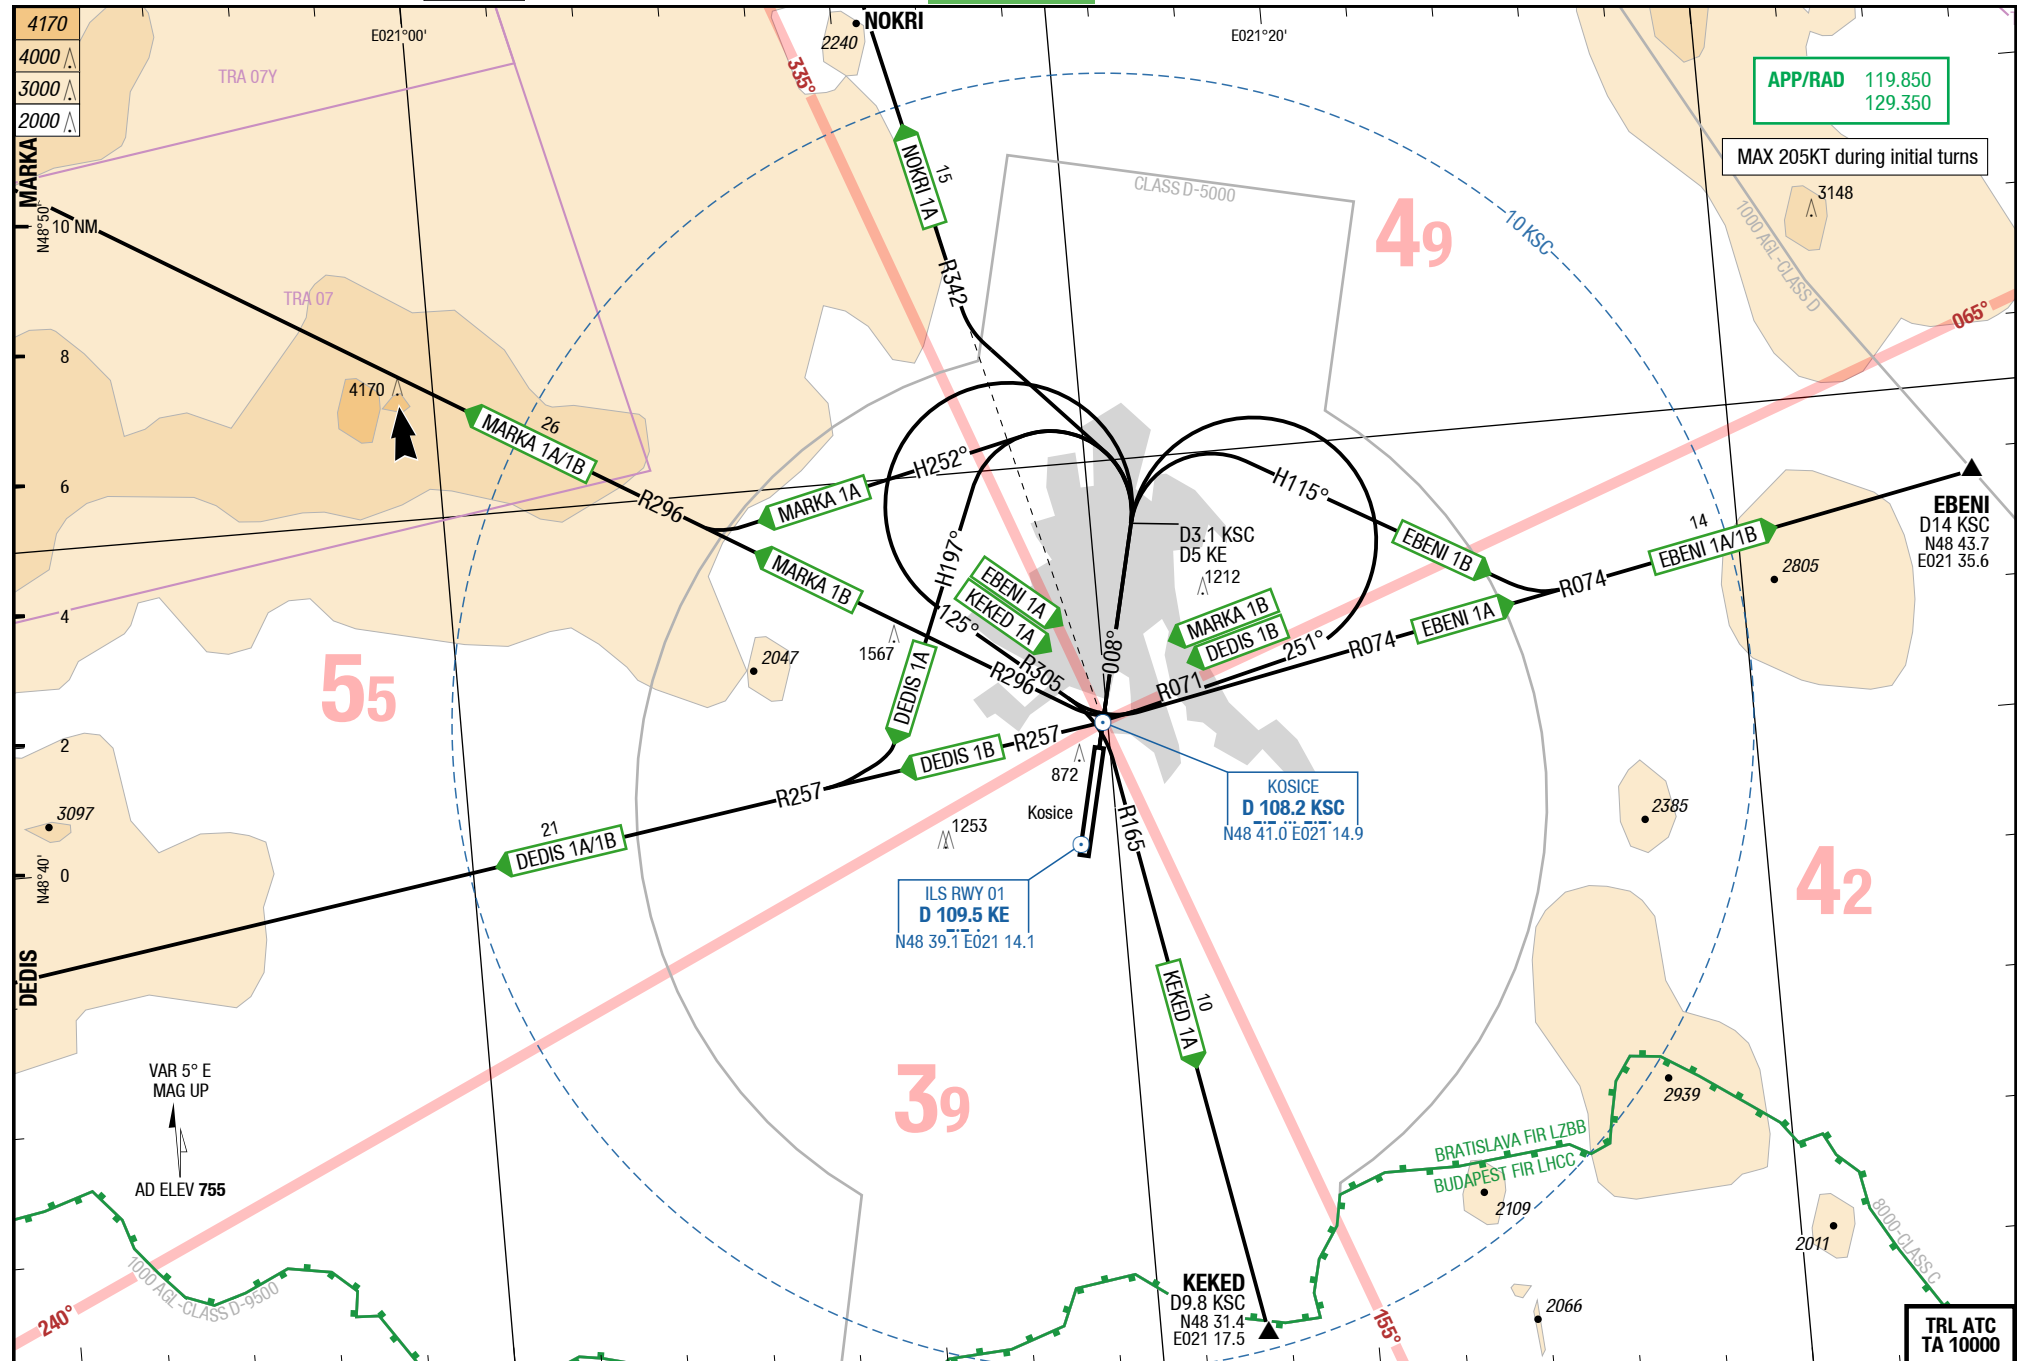 4170
4000
3000
2000
MARKA
N48°50'
10 NM
8
6
4
2
0
N48°40'
DEDIS
E021°00'
E021°20'
NOKRI
2240
TRA 07Y
TRA 07
335°
15
NOKRI 1A
R342
CLASS D-5000
49
10 KSC
APP/RAD 119.850
129.350
MAX 205KT during initial turns
3148
1000 AGL-CLASS D
065°
4170
26
MARKA 1A/1B
R296
MARKA 1A
H252°
MARKA 1B
H197°
125°
EBENI 1A
KEKED 1A
R305
R296
008°
D3.1 KSC
D5 KE
1212
MARKA 1B
DEDIS 1B
251°
R071
R074
EBENI 1A
H115°
EBENI 1B
R074
14
EBENI 1A/1B
EBENI
D14 KSC
N48 43.7
E021 35.6
2805
1567
2047
55
DEDIS 1A
DEDIS 1B
R257
R257
21
DEDIS 1A/1B
3097
872
Kosice
1253
R165
KOSICE
D 108.2 KSC
N48 41.0 E021 14.9
ILS RWY 01
D 109.5 KE
N48 39.1 E021 14.1
2385
42
10
KEKED 1A
39
VAR 5° E
MAG UP
AD ELEV 755
1000 AGL-CLASS D-9500
240°
KEKED
D9.8 KSC
N48 31.4
E021 17.5
155°
BRATISLAVA FIR LZBB
BUDAPEST FIR LHCC
2939
2109
2011
2066
8000-CLASS C
TRL ATC
TA 10000